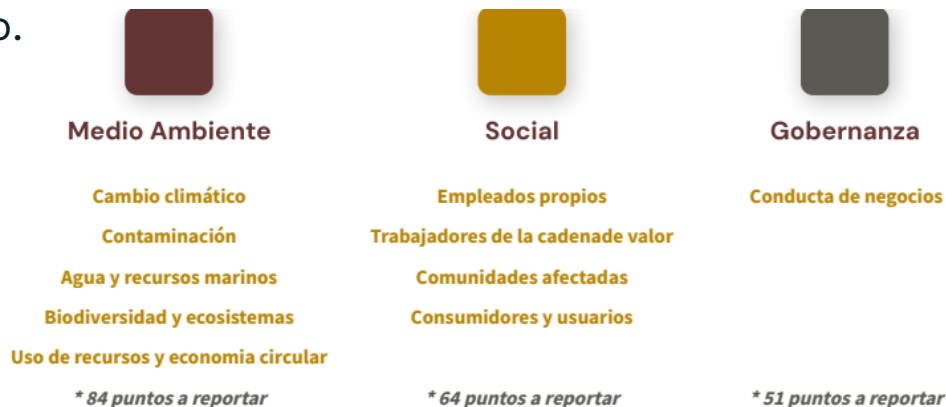 o.
Medio Ambiente
Cambio climático
Contaminación
Agua y recursos marinos
Biodiversidad y ecosistemas
Uso de recursos y economia circular
* 84 puntos a reportar
Social
Empleados propios
Trabajadores de la cadenade valor
Comunidades afectadas
Consumidores y usuarios
* 64 puntos a reportar
Gobernanza
Conducta de negocios
* 51 puntos a reportar